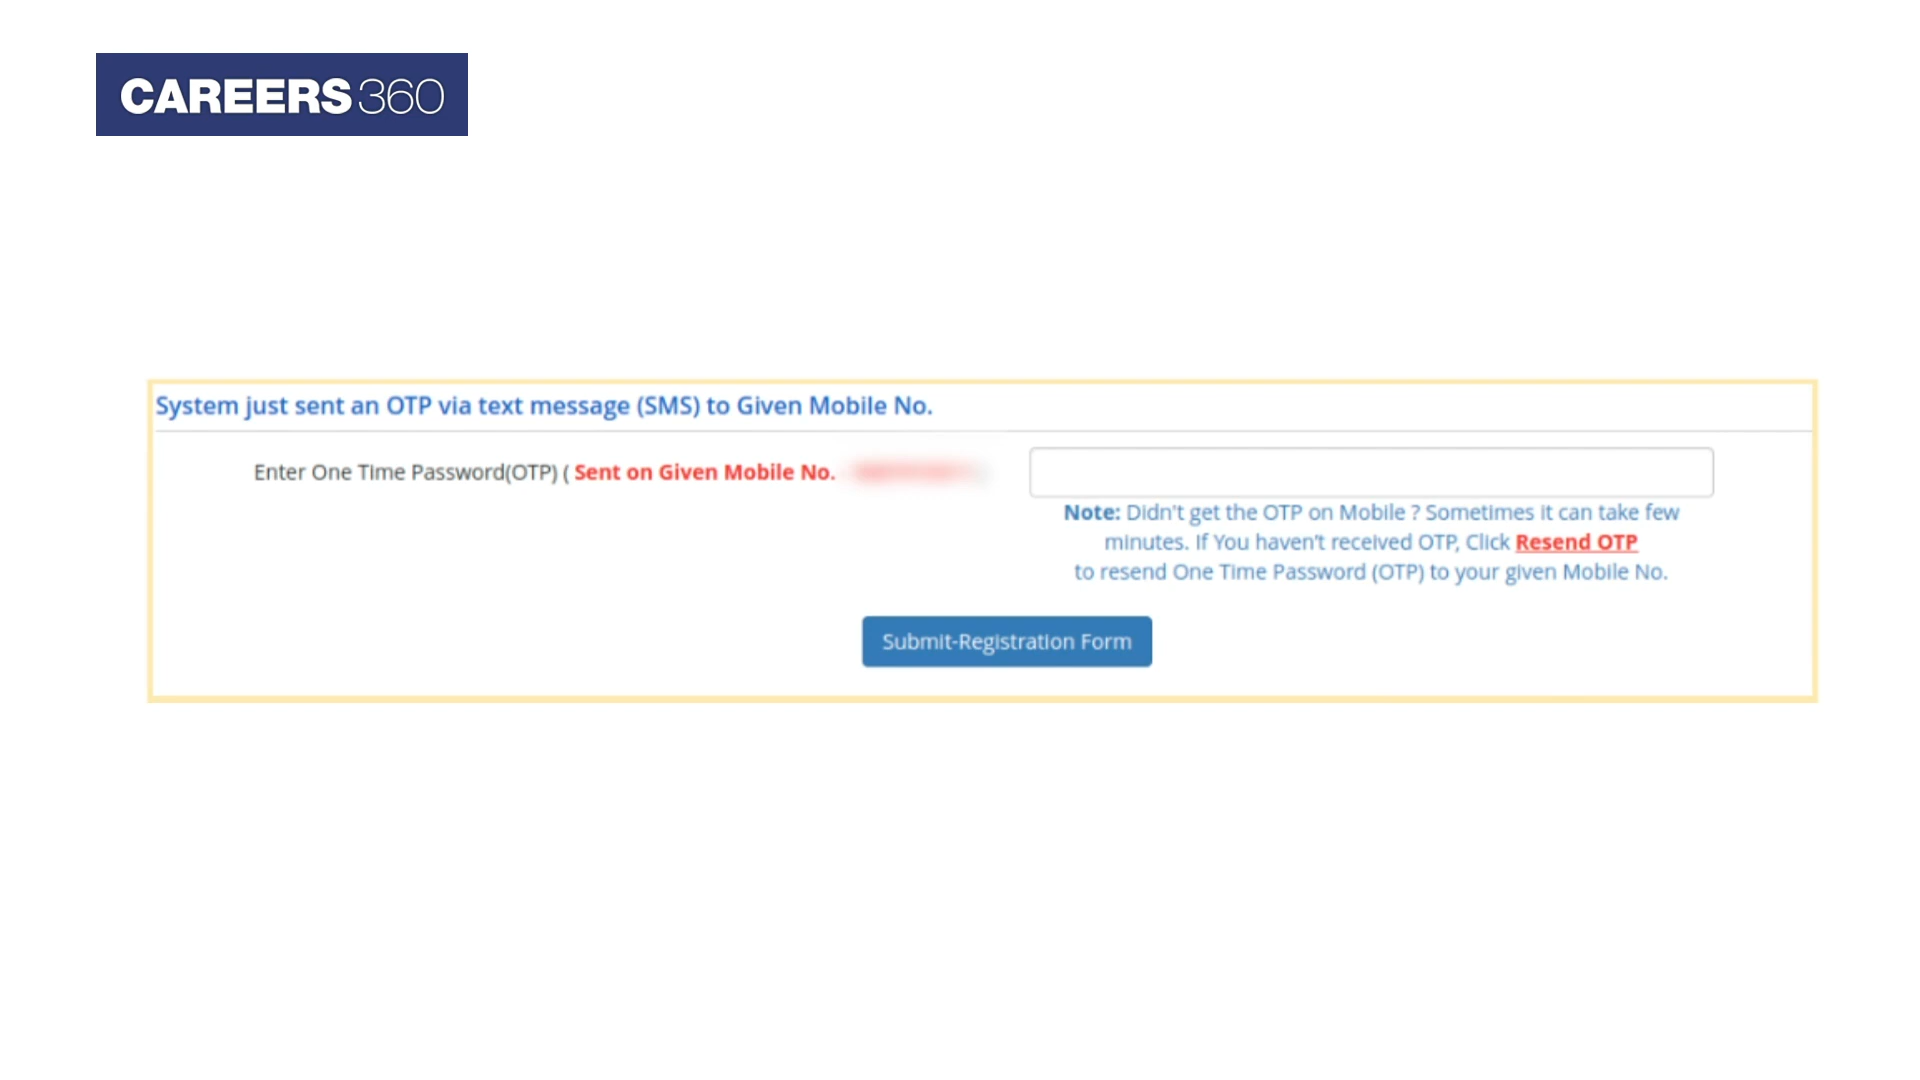 CAREERS360
System just sent an OTP via text message (SMS) to Given Mobile No.
Enter One Time Password(OTP) ( Sent on Given Mobile No.
Note: Didn't get the OTP on Mobile ? Sometimes it can take few
minutes. If You haven't received OTP, Click Resend OTP
to resend One Time Password (OTP) to your given Mobile No.
Submit-Registration Form